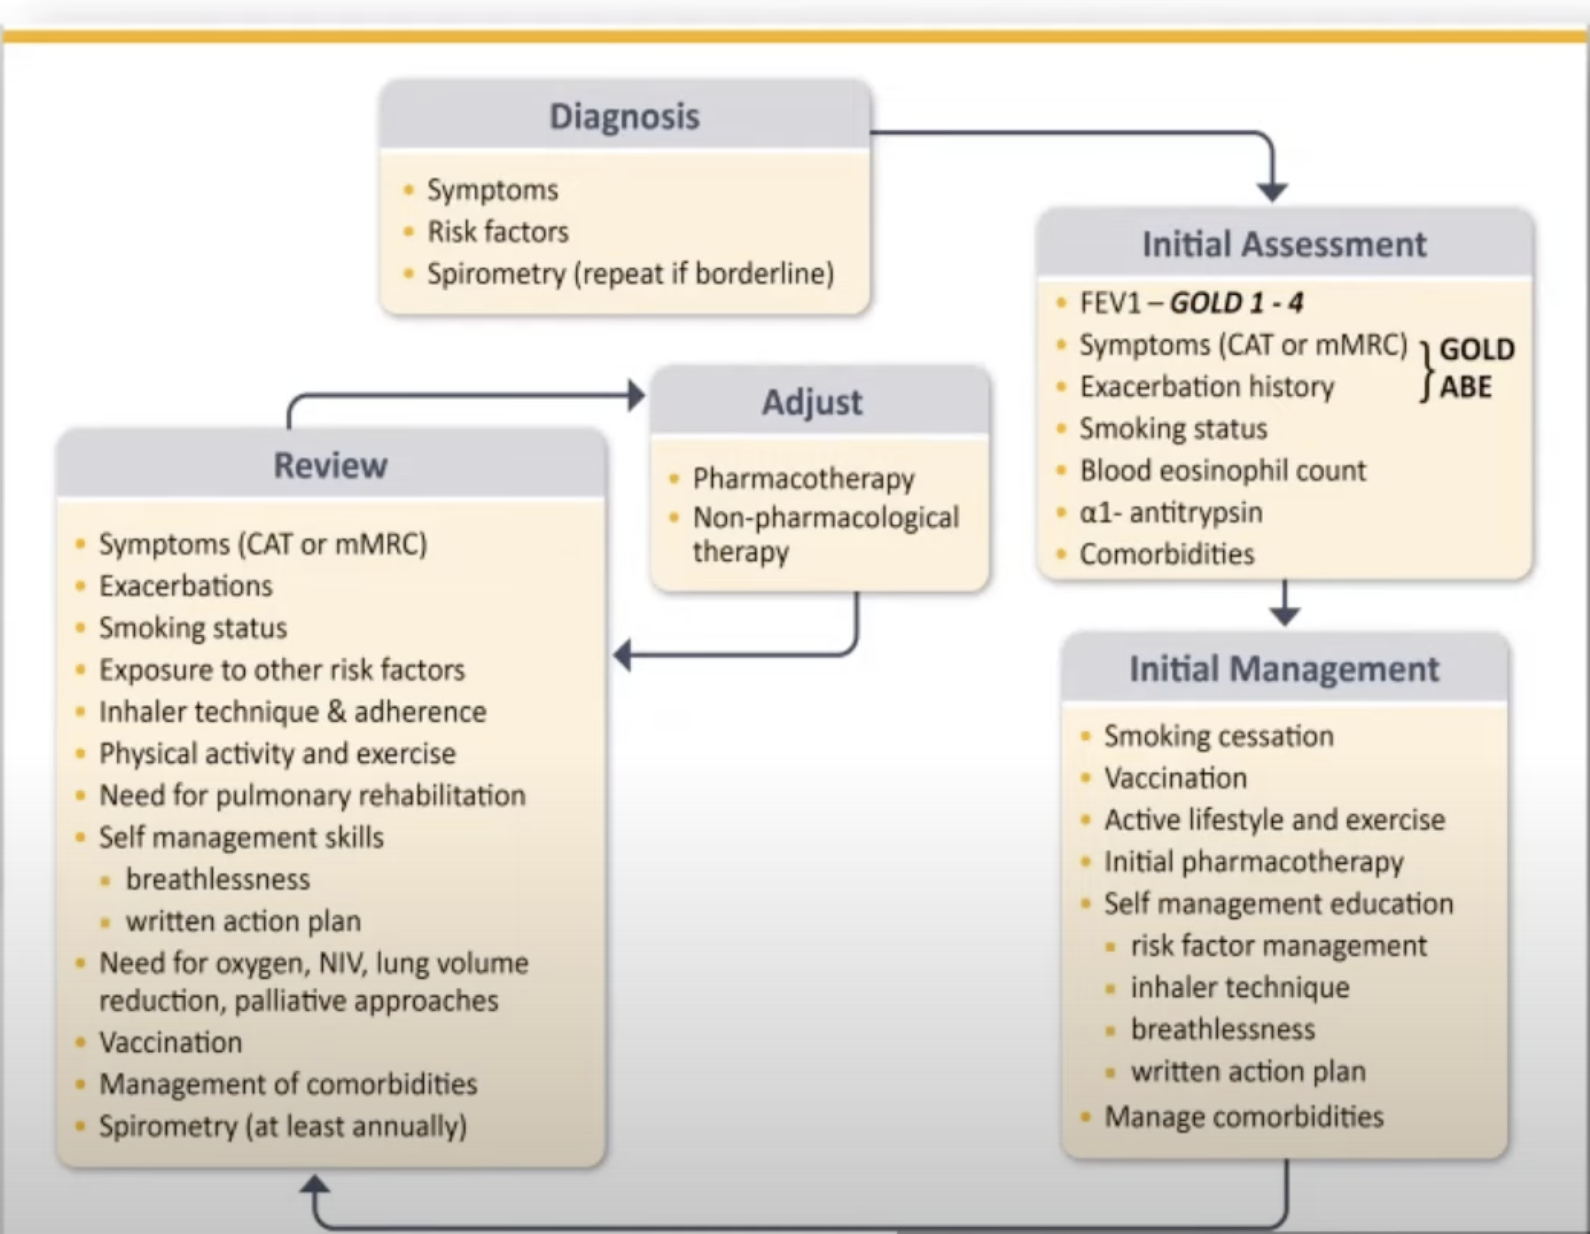 Diagnosis
• Symptoms
• Risk factors
• Spirometry (repeat if borderline)
Initial Assessment
• FEV1 – GOLD 1 - 4
• Symptoms (CAT or mMRC)
• Exacerbation history
} GOLD
ABE
• Smoking status
• Blood eosinophil count
• α1- antitrypsin
• Comorbidities
Initial Management
• Smoking cessation
• Vaccination
• Active lifestyle and exercise
• Initial pharmacotherapy
• Self management education
▪ risk factor management
▪ inhaler technique
▪ breathlessness
▪ written action plan
• Manage comorbidities
Review
• Symptoms (CAT or mMRC)
• Exacerbations
• Smoking status
• Exposure to other risk factors
• Inhaler technique & adherence
• Physical activity and exercise
• Need for pulmonary rehabilitation
• Self management skills
▪ breathlessness
▪ written action plan
• Need for oxygen, NIV, lung volume
reduction, palliative approaches
• Vaccination
• Management of comorbidities
• Spirometry (at least annually)
Adjust
• Pharmacotherapy
• Non-pharmacological
therapy